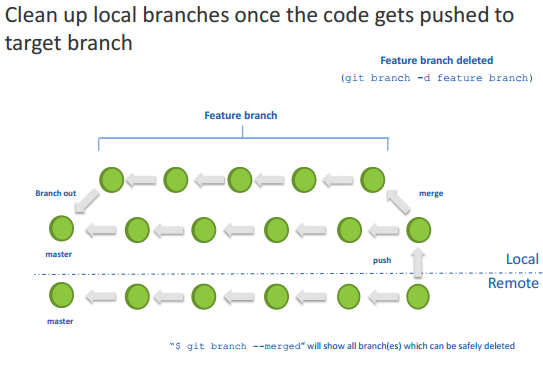 Clean up local branches once the code gets pushed to
target branch
Feature branch deleted
(git branch -d feature branch)
Feature branch
Branch out
merge
master
push
Local
Remote
master
"$ git branch --merged" will show all branch(es) which can be safely deleted